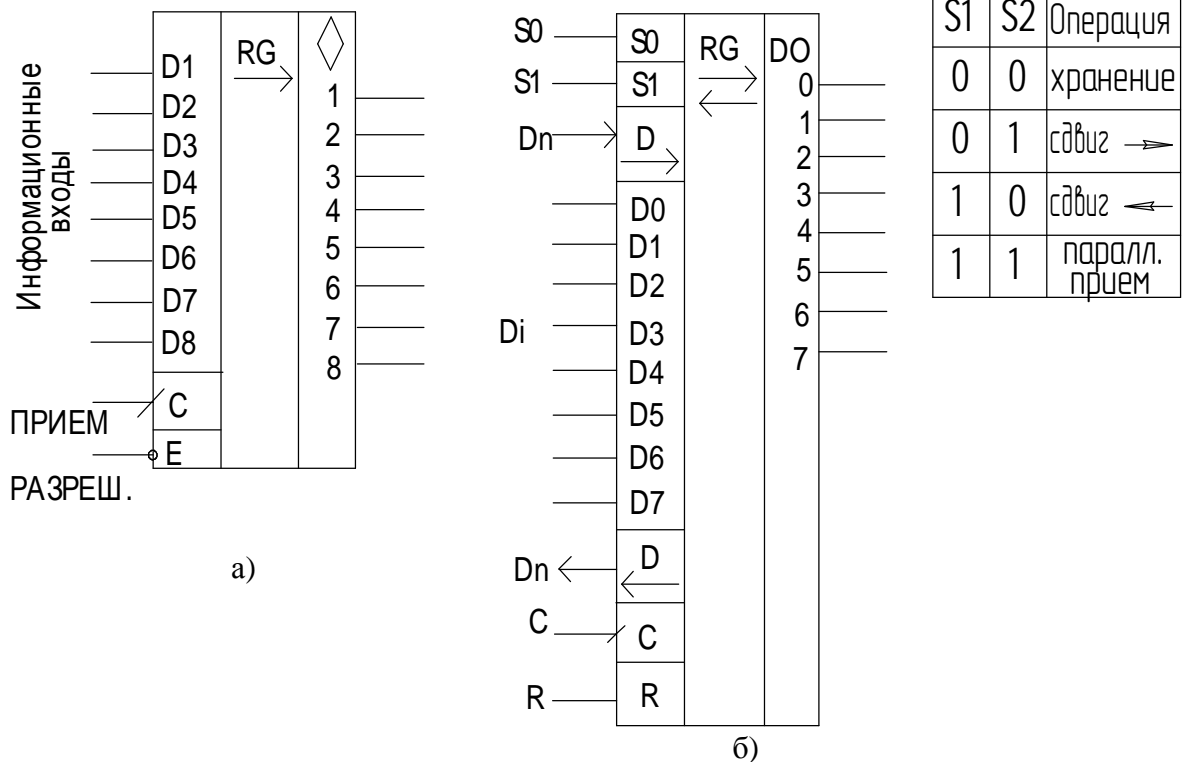 Информационные
входы
D1
D2
D3
D4
D5
D6
D7
D8
C
E
ПРИЕМ
РАЗРЕШ.
RG
1
2
3
4
5
6
7
8
а)
S0
S1
Dn
Di
Dn
C
R
S0
S1
D
D0
D1
D2
D3
D4
D5
D6
D7
D
C
R
RG
DO
0
1
2
3
4
5
6
7
б)
S1 S2 Операция
0 0 хранение
0 1 сдвиг
1 0 сдвиг
1 1 паралл.
прием